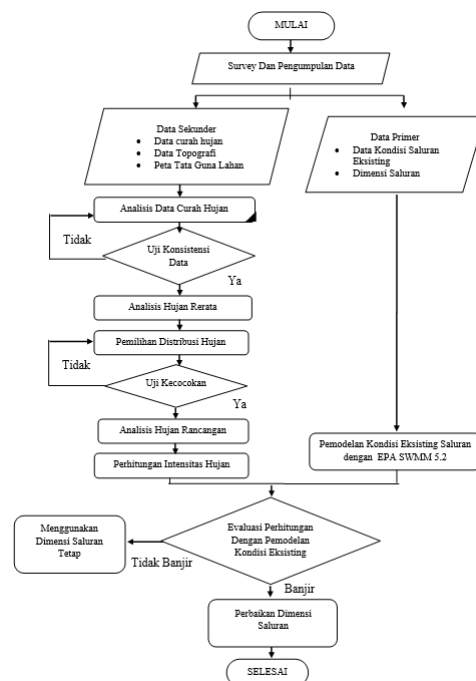 MULAI
Survey Dan Pengumpulan Data
Data Sekunder
• Data curah hujan
• Data Topografi
• Peta Tata Guna Lahan
Data Primer
• Data Kondisi Saluran
Eksisting
• Dimensi Saluran
Analisis Data Curah Hujan
Tidak
Uji Konsistensi
Data
Ya
Analisis Hujan Rerata
Pemilihan Distribusi Hujan
Tidak
Uji Kecocokan
Ya
Analisis Hujan Rancangan
Perhitungan Intensitas Hujan
Pemodelan Kondisi Eksisting Saluran
dengan EPA SWMM 5.2
Evaluasi Perhitungan
Dengan Pemodelan
Kondisi Eksisting
Menggunakan
Dimensi Saluran
Tetap
Tidak Banjir
Banjir
Perbaikan Dimensi
Saluran
SELESAI